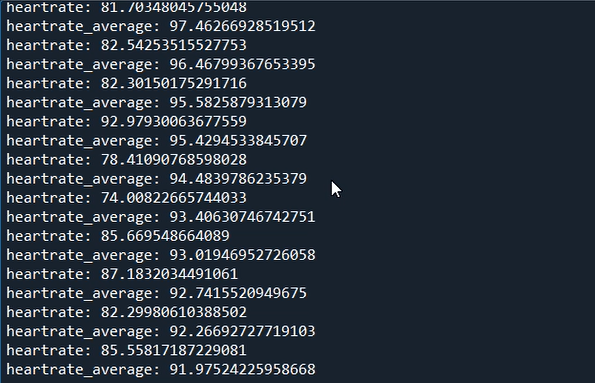 heartrate: 81.70348045755048
heartrate_average: 97.46266928519512
heartrate: 82.54253515527753
heartrate_average: 96.46799367653395
heartrate: 82.30150175291716
heartrate_average: 95.5825879313079
heartrate: 92.97930063677559
heartrate_average: 95.4294533845707
heartrate: 78.41090768598028
heartrate_average: 94.4839786235379
heartrate: 74.00822665744033
heartrate_average: 93.40630746742751
heartrate: 85.669548664089
heartrate_average: 93.01946952726058
heartrate: 87.1832034491061
heartrate_average: 92.7415520949675
heartrate: 82.29980610388502
heartrate_average: 92.26692727719103
heartrate: 85.55817187229081
heartrate_average: 91.97524225958668